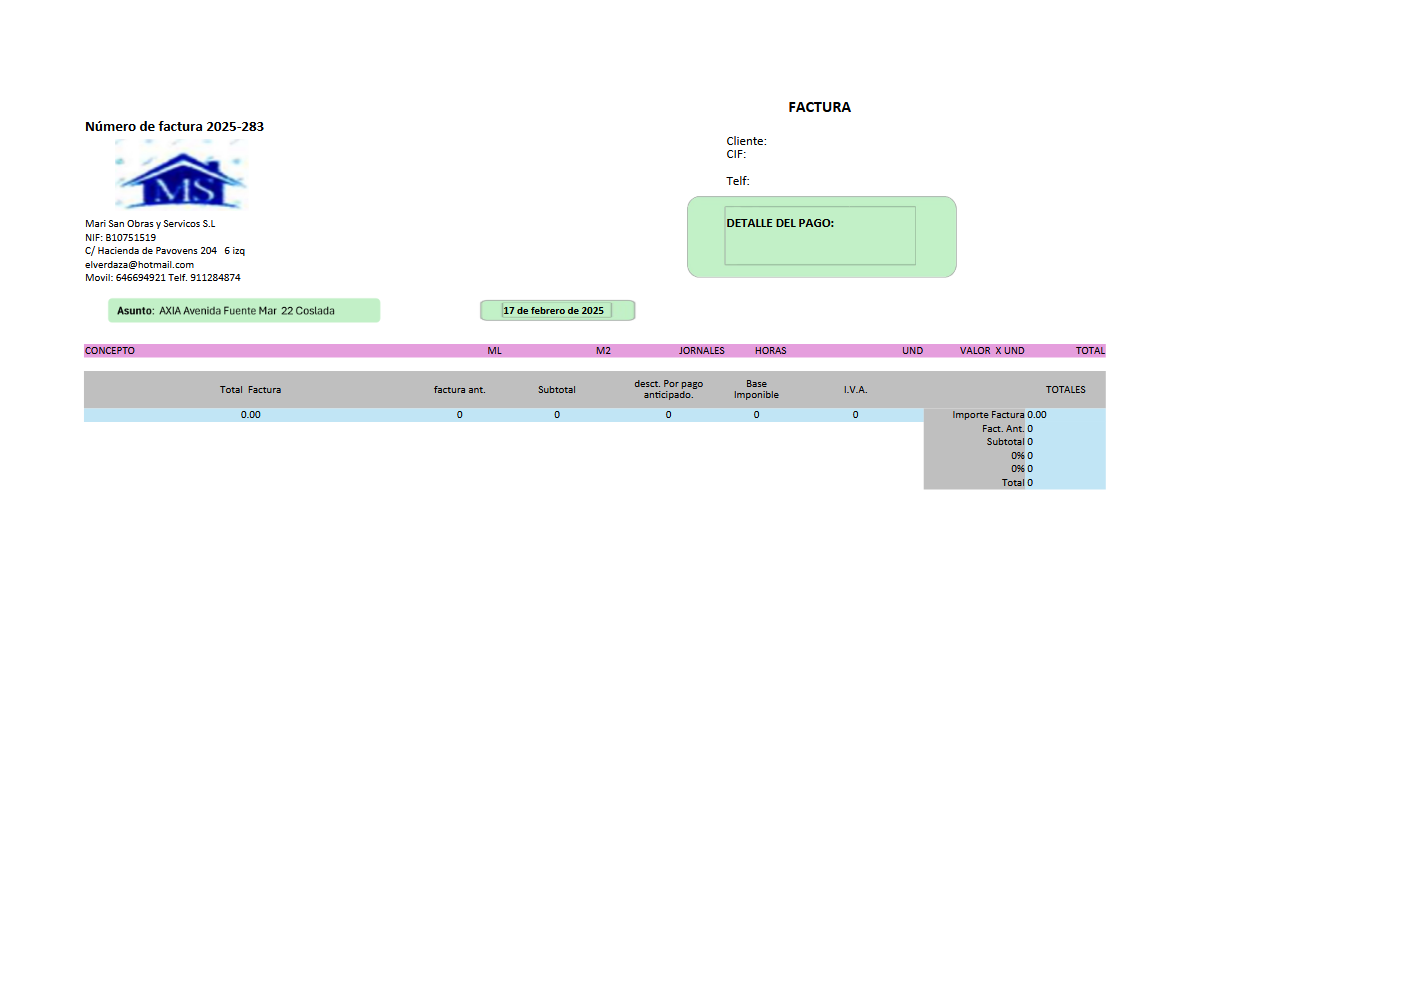 FACTURA
Número de factura 2025-283
Cliente:
CIF:
Telf:
MS
Mari San Obras y Servicos S.L
NIF: B10751519
C/ Hacienda de Pavovens 204   6 izq
elverdaza@hotmail.com
Movil: 646694921 Telf. 911284874
DETALLE DEL PAGO:
Asunto:  AXIA Avenida Fuente Mar  22 Coslada
17 de febrero de 2025
CONCEPTO ML M2 JORNALES HORAS UND VALOR  X UND TOTAL
Total  Factura factura ant. Subtotal desct. Por pago anticipado. Base Imponible I.V.A. TOTALES
0.00 0 0 0 0 0 Importe Factura 0.00
Fact. Ant. 0
Subtotal 0
0% 0
0% 0
Total 0